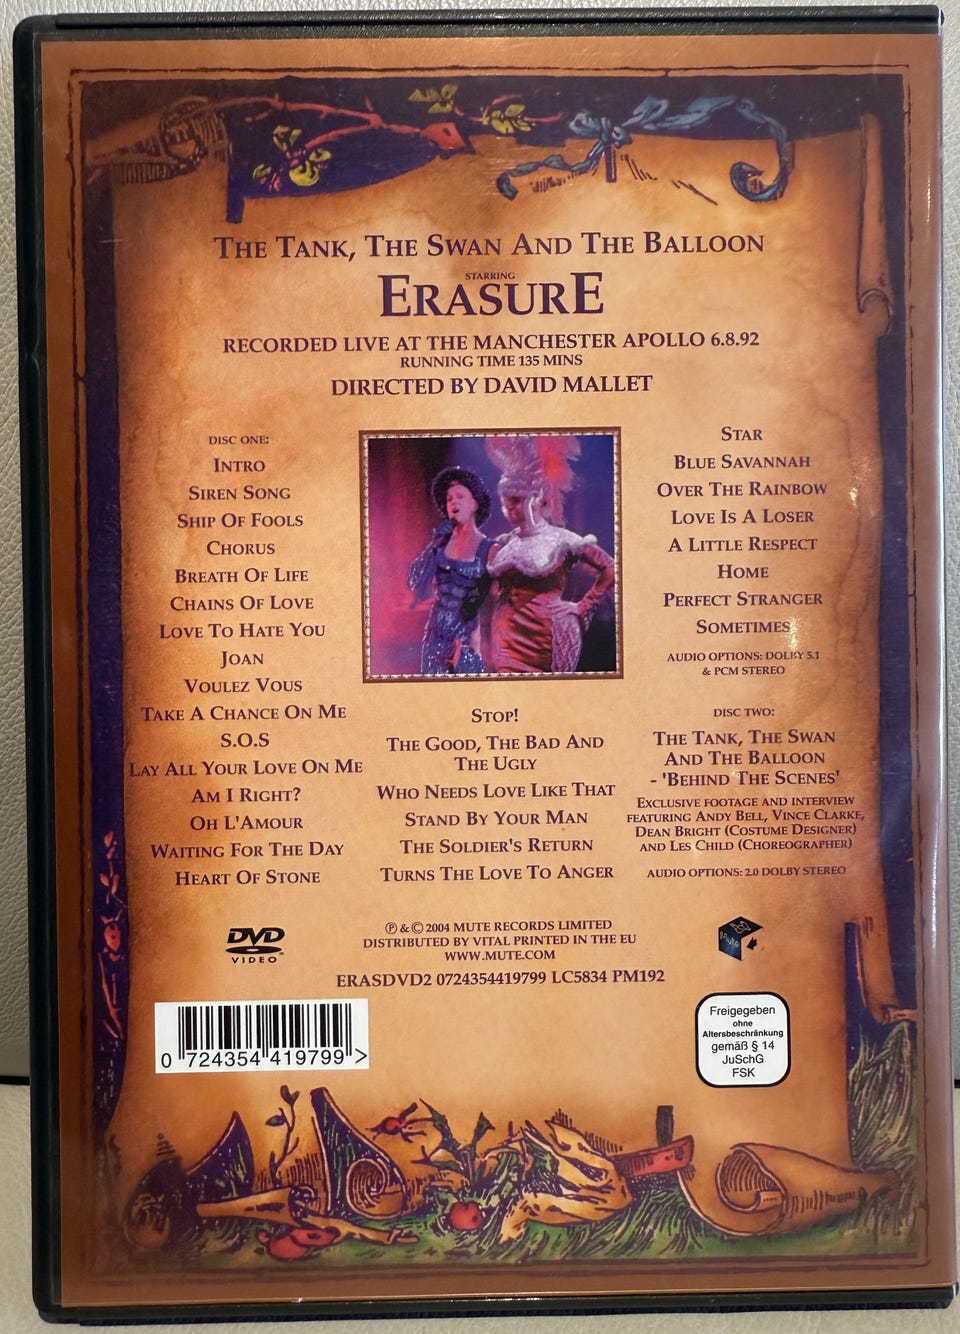 The Tank, The Swan And The Balloon
STARRING
ERASURE
RECORDED LIVE AT THE MANCHESTER APOLLO 6.8.92
RUNNING TIME 135 MINS
DIRECTED BY DAVID MALLET
DISC ONE:
Intro
Siren Song
Ship Of Fools
Chorus
Breath Of Life
Chains Of Love
Love To Hate You
Joan
Voulez Vous
Take A Chance On Me
S.O.S
Lay All Your Love On Me
Am I Right?
Oh L'Amour
Waiting For The Day
Heart Of Stone
Stop!
The Good, The Bad And
The Ugly
Who Needs Love Like That
Stand By Your Man
The Soldier's Return
Turns The Love To Anger
Star
Blue Savannah
Over The Rainbow
Love Is A Loser
A Little Respect
Home
Perfect Stranger
Sometimes
AUDIO OPTIONS: DOLBY 5.1
& PCM STEREO
DISC TWO:
The Tank, The Swan
And The Balloon
- 'Behind The Scenes'
Exclusive footage and interview
featuring Andy Bell, Vince Clarke,
Dean Bright (Costume Designer)
and Les Child (Choreographer)
AUDIO OPTIONS: 2.0 DOLBY STEREO
DVD
VIDEO
℗ & © 2004 MUTE RECORDS LIMITED
DISTRIBUTED BY VITAL PRINTED IN THE EU
WWW.MUTE.COM
ERASDVD2 0724354419799 LC5834 PM192
mute
0 724354 419799 >
Freigegeben
ohne
Altersbeschränkung
gemäß § 14
JuSchG
FSK